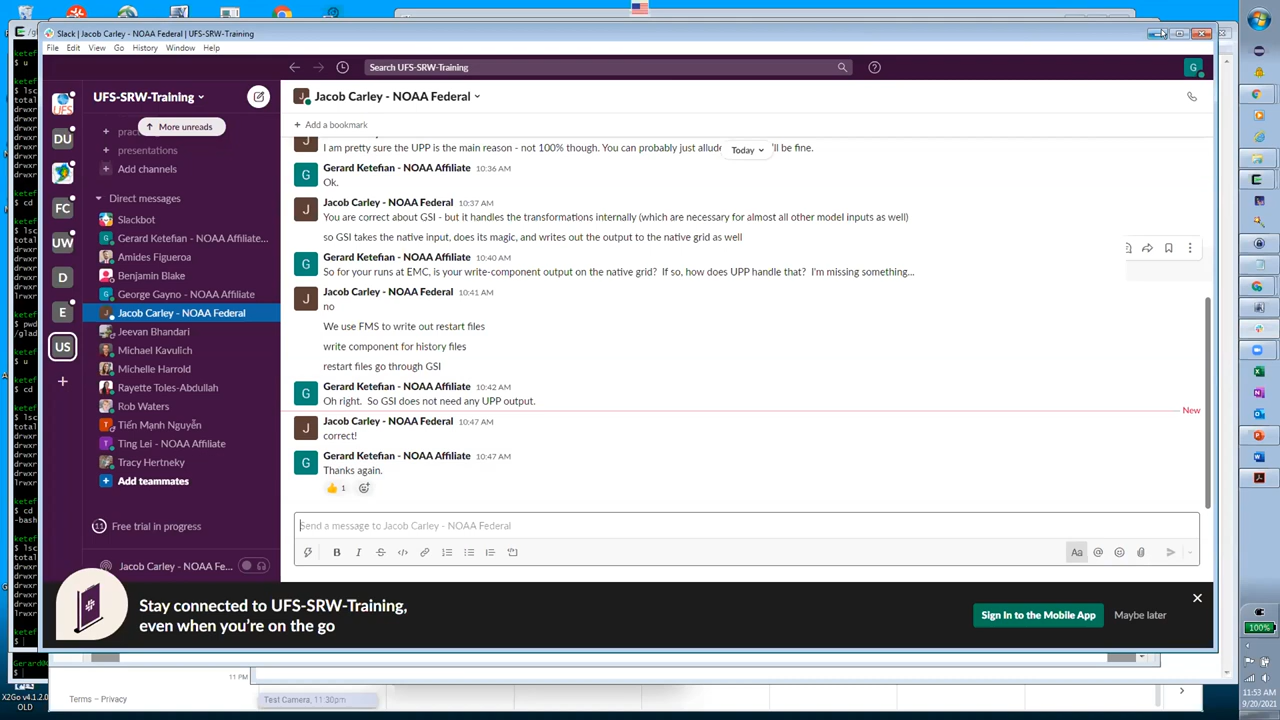 Slack | Jacob Carley - NOAA Federal | UFS-SRW-Training
File Edit View Go History Window Help
Search UFS-SRW-Training
G
UFS-SRW-Training
Jacob Carley - NOAA Federal
More unreads
Add a bookmark
presentations
Add channels
I am pretty sure the UPP is the main reason - not 100% though. You can probably just allude
'll be fine.
Today
Gerard Ketefian - NOAA Affiliate 10:36 AM
Ok.
Direct messages
Slackbot
Gerard Ketefian - NOAA Affiliate...
Amides Figueroa
Benjamin Blake
George Gayno - NOAA Affiliate
Jacob Carley - NOAA Federal
Jeevan Bhandari
Michael Kavulich
Michelle Harrold
Rayette Toles-Abdullah
Rob Waters
Tiến Mạnh Nguyễn
Ting Lei - NOAA Affiliate
Tracy Hertneky
Add teammates
Jacob Carley - NOAA Federal 10:37 AM
You are correct about GSI - but it handles the transformations internally (which are necessary for almost all other model inputs as well)
so GSI takes the native input, does its magic, and writes out the output to the native grid as well
Gerard Ketefian - NOAA Affiliate 10:40 AM
So for your runs at EMC, is your write-component output on the native grid? If so, how does UPP handle that? I'm missing something...
Jacob Carley - NOAA Federal 10:41 AM
no
We use FMS to write out restart files
write component for history files
restart files go through GSI
Gerard Ketefian - NOAA Affiliate 10:42 AM
Oh right. So GSI does not need any UPP output.
New
Jacob Carley - NOAA Federal 10:47 AM
correct!
Gerard Ketefian - NOAA Affiliate 10:47 AM
Thanks again.
1
Send a message to Jacob Carley - NOAA Federal
DU
FC
UW
D
E
US
11 Free trial in progress
Jacob Carley - NOAA Fe...
Stay connected to UFS-SRW-Training,
even when you're on the go
Sign In to the Mobile App
Maybe later
100%
11 PM
Test Camera, 11:30pm
Terms – Privacy
X2Go v4.1.2.0
OLD
11:53 AM
9/20/2021